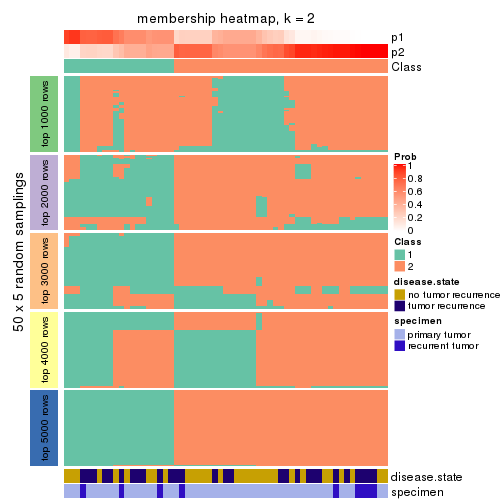 membership heatmap, k = 2
p1
p2
Class
50 x 5 random samplings
top 1000 rows
top 2000 rows
top 3000 rows
top 4000 rows
top 5000 rows
Prob
1
0.8
0.6
0.4
0.2
0
Class
1
2
disease.state
no tumor recurrence
tumor recurrence
specimen
primary tumor
recurrent tumor
disease.state
specimen